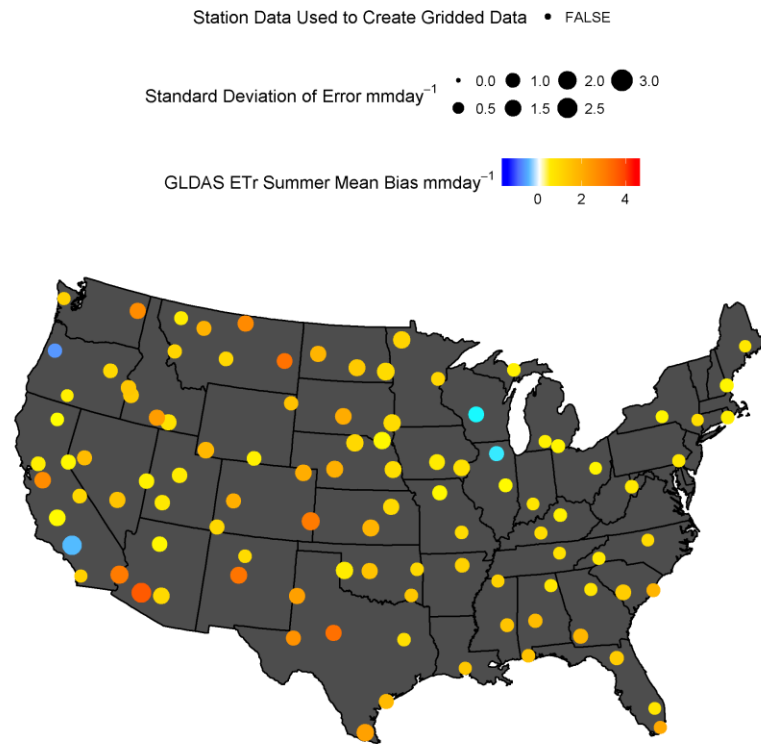 Station Data Used to Create Gridded Data FALSE
Standard Deviation of Error mmday⁻¹
0.0 1.0 2.0 3.0
0.5 1.5 2.5
GLDAS ETr Summer Mean Bias mmday⁻¹
0 2 4